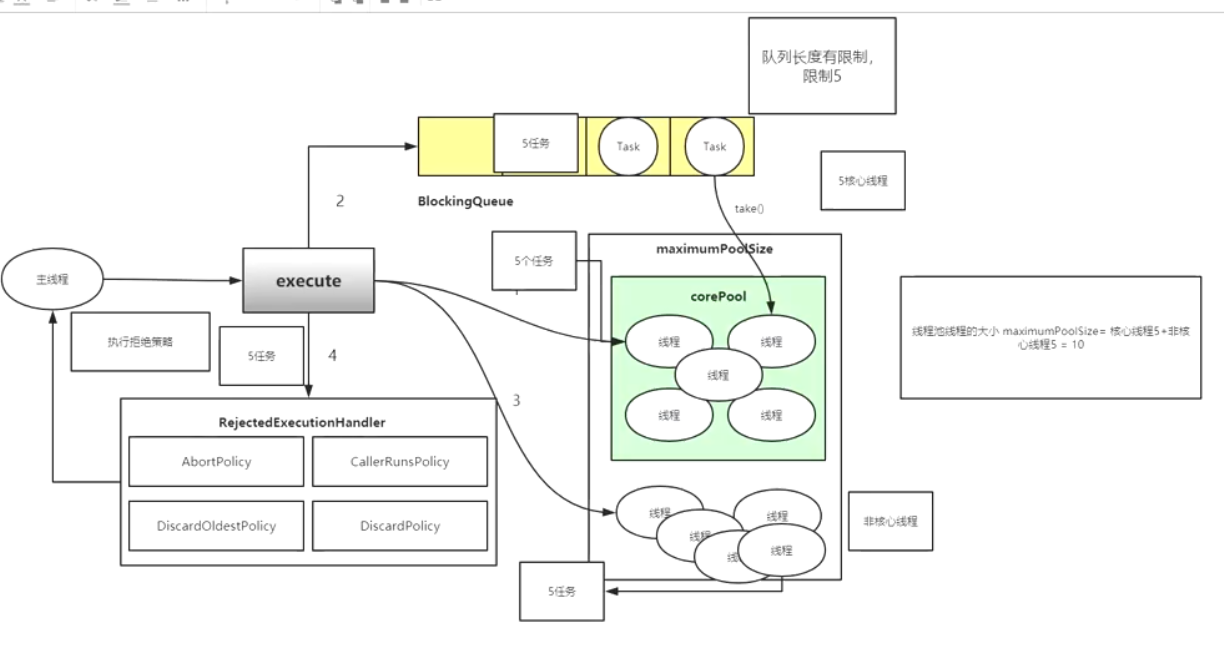 队列长度有限制，
限制5
5任务
Task
Task
5核心线程
BlockingQueue
take()
2
主线程
execute
5个任务
maximumPoolSize
corePool
线程
线程
线程
线程
线程
线程池线程的大小 maximumPoolSize= 核心线程5+非核
心线程5 = 10
执行拒绝策略
5任务
4
3
RejectedExecutionHandler
AbortPolicy
CallerRunsPolicy
DiscardOldestPolicy
DiscardPolicy
线程
线程
线程
线
线程
非核心线程
5任务